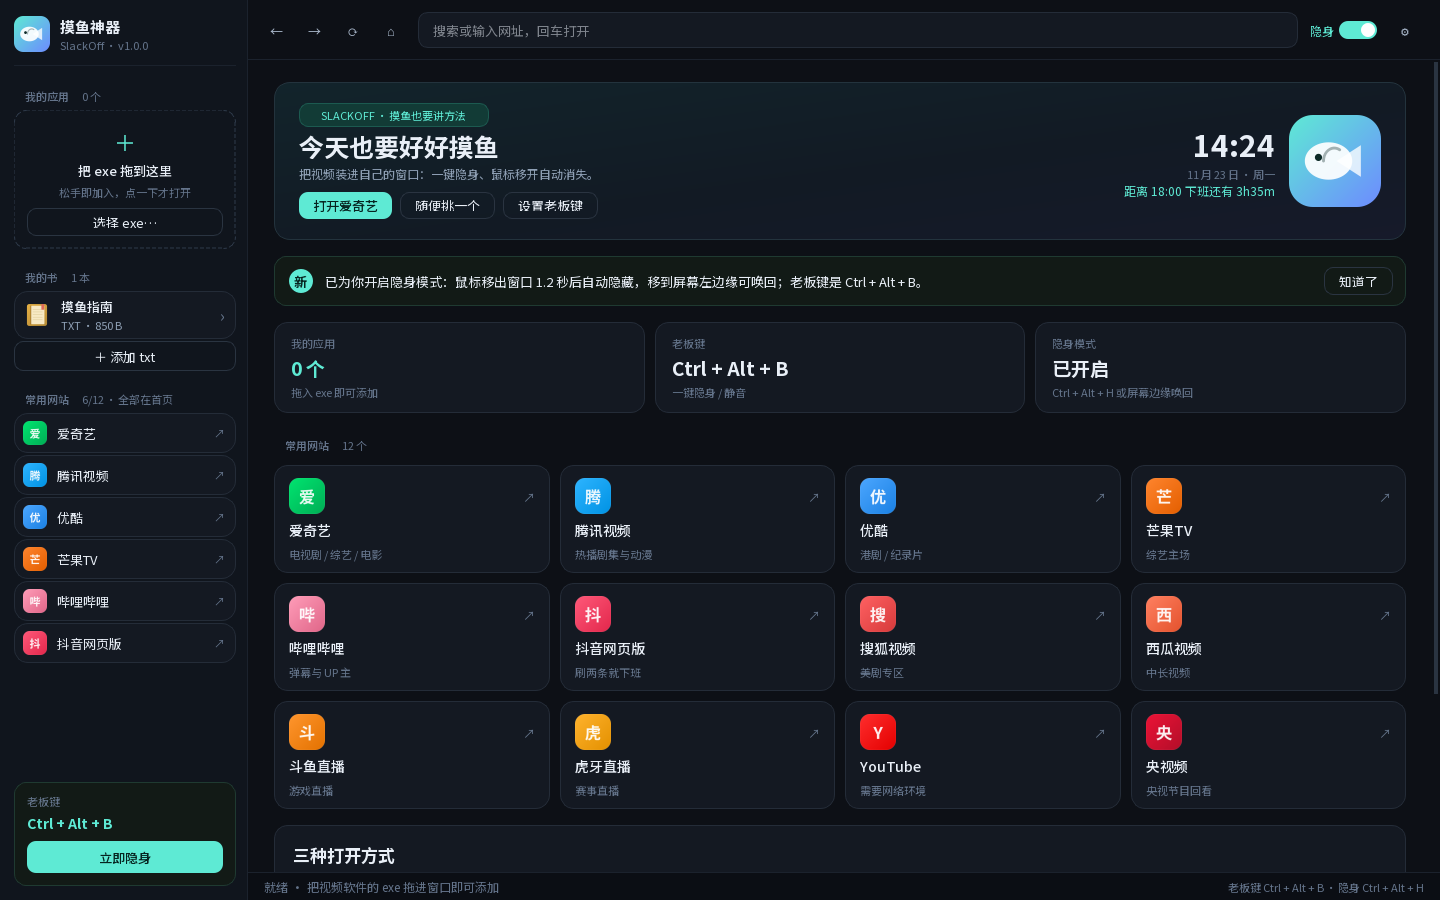 摸鱼神器
SlackOff · v1.0.0
我的应用 0 个
＋
把 exe 拖到这里
松手即加入，点一下才打开
选择 exe…
我的书 1 本
摸鱼指南
TXT · 850 B
＋ 添加 txt
常用网站 6/12 · 全部在首页
爱 爱奇艺
腾 腾讯视频
优 优酷
芒 芒果TV
哔 哔哩哔哩
抖 抖音网页版
老板键
Ctrl + Alt + B
立即隐身
搜索或输入网址，回车打开
隐身
SLACKOFF · 摸鱼也要讲方法
今天也要好好摸鱼
把视频装进自己的窗口：一键隐身、鼠标移开自动消失。
打开爱奇艺 随便挑一个 设置老板键
14:24
11 月 23 日 · 周一
距离 18:00 下班还有 3h35m
新 已为你开启隐身模式：鼠标移出窗口 1.2 秒后自动隐藏，移到屏幕左边缘可唤回；老板键是 Ctrl + Alt + B。 知道了
我的应用
0 个
拖入 exe 即可添加
老板键
Ctrl + Alt + B
一键隐身 / 静音
隐身模式
已开启
Ctrl + Alt + H 或屏幕边缘唤回
常用网站 12 个
爱
爱奇艺
电视剧 / 综艺 / 电影
腾
腾讯视频
热播剧集与动漫
优
优酷
港剧 / 纪录片
芒
芒果TV
综艺主场
哔
哔哩哔哩
弹幕与 UP 主
抖
抖音网页版
刷两条就下班
搜
搜狐视频
美剧专区
西
西瓜视频
中长视频
斗
斗鱼直播
游戏直播
虎
虎牙直播
赛事直播
Y
YouTube
需要网络环境
央
央视频
央视节目回看
三种打开方式
就绪 · 把视频软件的 exe 拖进窗口即可添加
老板键 Ctrl + Alt + B · 隐身 Ctrl + Alt + H